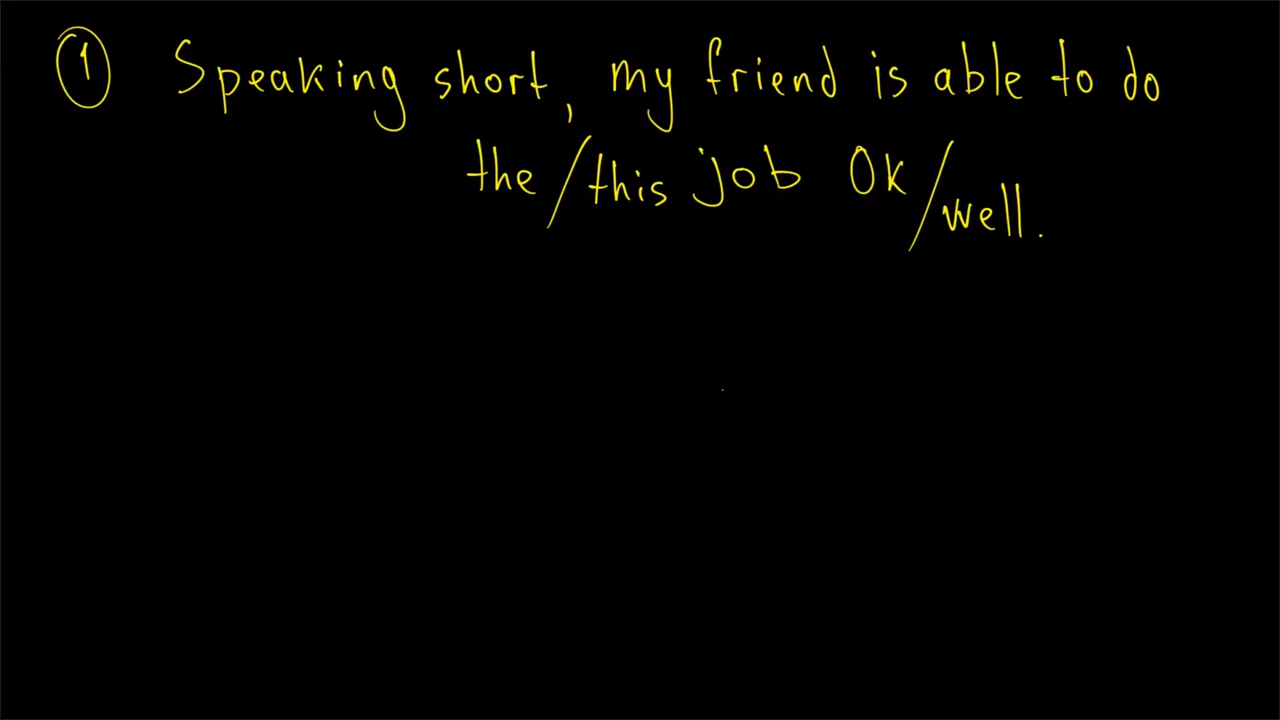 ① Speaking short, my friend is able to do
the/this job Ok/well.